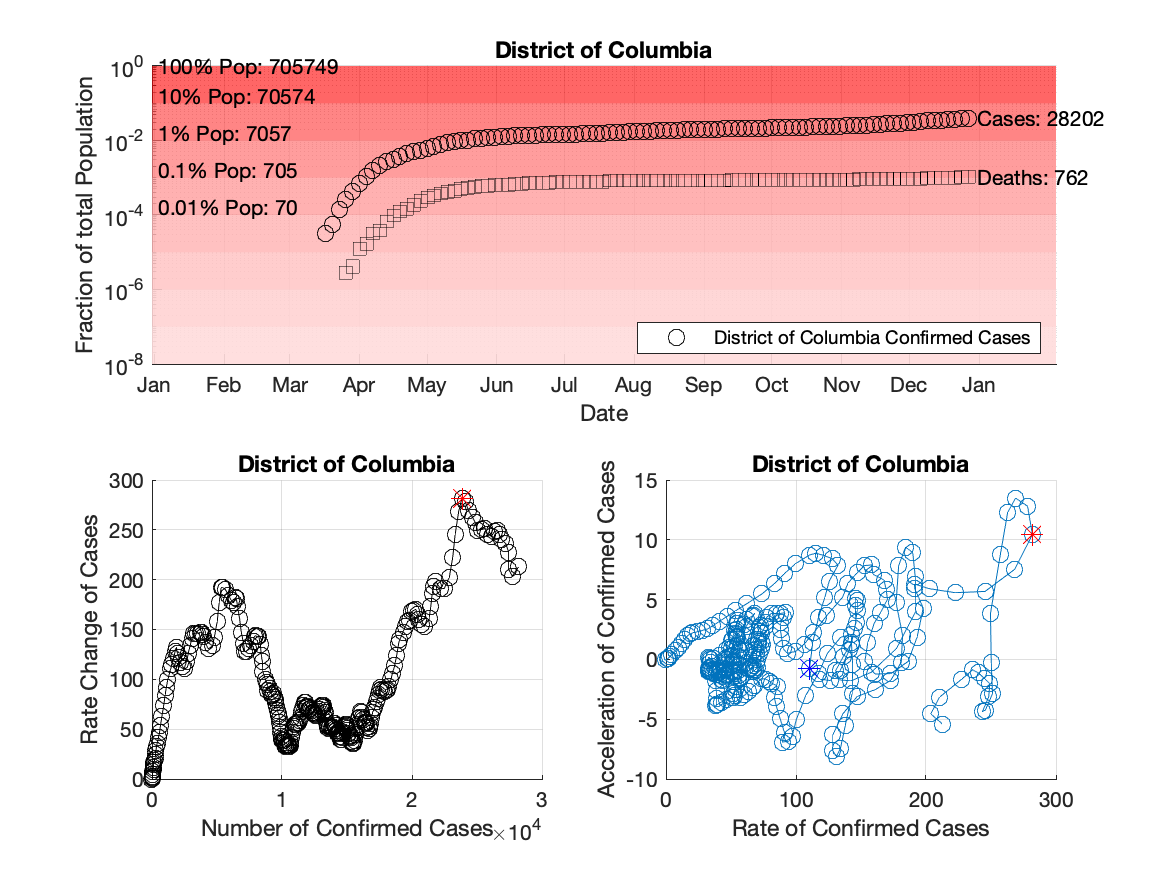 District of Columbia
10^0
10^-2
10^-4
10^-6
10^-8
Fraction of total Population
100% Pop: 705749
10% Pop: 70574
1% Pop: 7057
0.1% Pop: 705
0.01% Pop: 70
Cases: 28202
Deaths: 762
District of Columbia Confirmed Cases
Jan Feb Mar Apr May Jun Jul Aug Sep Oct Nov Dec Jan
Date
District of Columbia
300
250
200
150
100
50
0
Rate Change of Cases
0 1 2 3
Number of Confirmed Cases ×10^4
District of Columbia
15
10
5
0
-5
-10
Acceleration of Confirmed Cases
0 100 200 300
Rate of Confirmed Cases